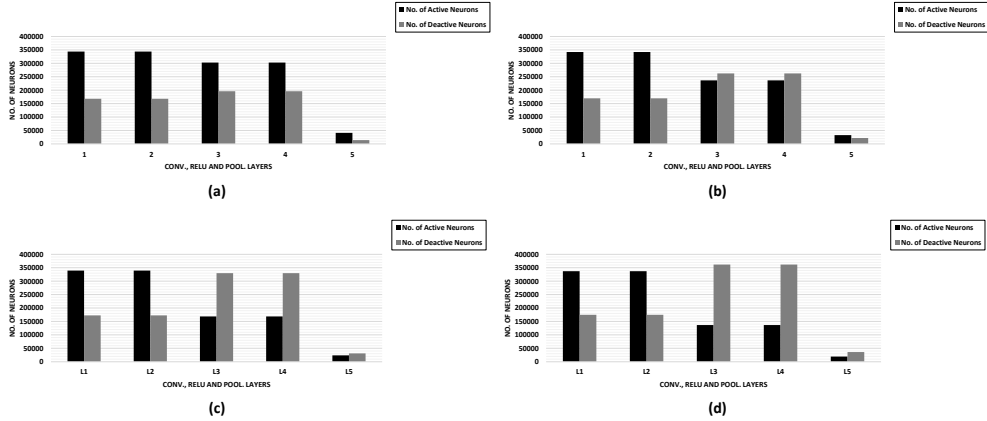 No. of Active Neurons
No. of Deactive Neurons
NO. OF NEURONS
400000
350000
300000
250000
200000
150000
100000
50000
0
1 2 3 4 5
CONV., RELU AND POOL. LAYERS
(a)
No. of Active Neurons
No. of Deactive Neurons
NO. OF NEURONS
400000
350000
300000
250000
200000
150000
100000
50000
0
1 2 3 4 5
CONV., RELU AND POOL. LAYERS
(b)
No. of Active Neurons
No. of Deactive Neurons
NO. OF NEURONS
400000
350000
300000
250000
200000
150000
100000
50000
0
L1 L2 L3 L4 L5
CONV., RELU AND POOL. LAYERS
(c)
No. of Active Neurons
No. of Deactive Neurons
NO. OF NEURONS
400000
350000
300000
250000
200000
150000
100000
50000
0
L1 L2 L3 L4 L5
CONV., RELU AND POOL. LAYERS
(d)